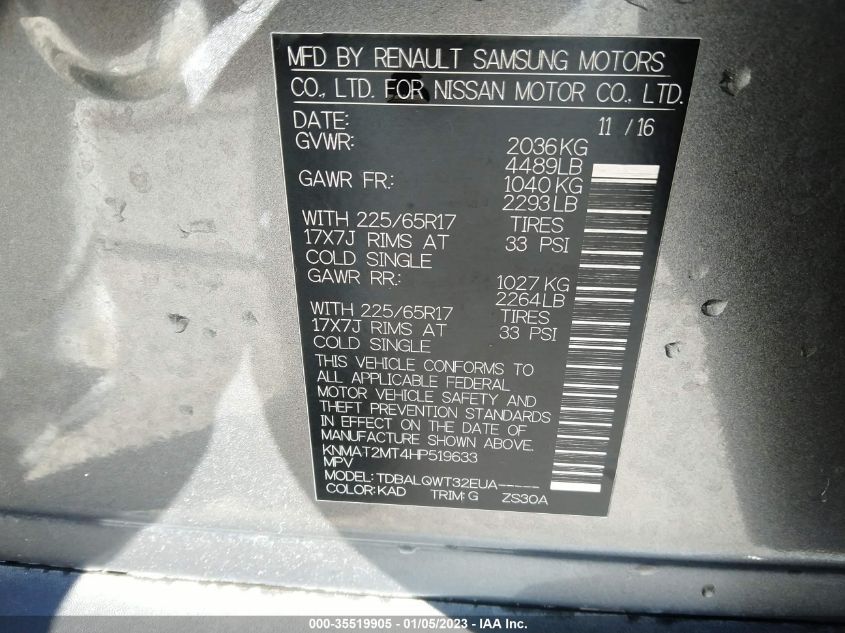 MFD BY RENAULT SAMSUNG MOTORS
CO., LTD. FOR NISSAN MOTOR CO., LTD.
DATE: 11 / 16
GVWR: 2036KG
4489LB
GAWR FR.: 1040KG
2293LB
WITH 225/65R17 TIRES
17X7J RIMS AT 33 PSI
COLD SINGLE
GAWR RR.: 1027KG
2264LB
WITH 225/65R17 TIRES
17X7J RIMS AT 33 PSI
COLD SINGLE
THIS VEHICLE CONFORMS TO
ALL APPLICABLE FEDERAL
MOTOR VEHICLE SAFETY AND
THEFT PREVENTION STANDARDS
IN EFFECT ON THE DATE OF
MANUFACTURE SHOWN ABOVE.
KNMAT2MT4HP519633
MPV
MODEL: TDBALQWT32EUA-----
COLOR: KAD TRIM: G ZS30A
000-35519905 - 01/05/2023 - IAA Inc.